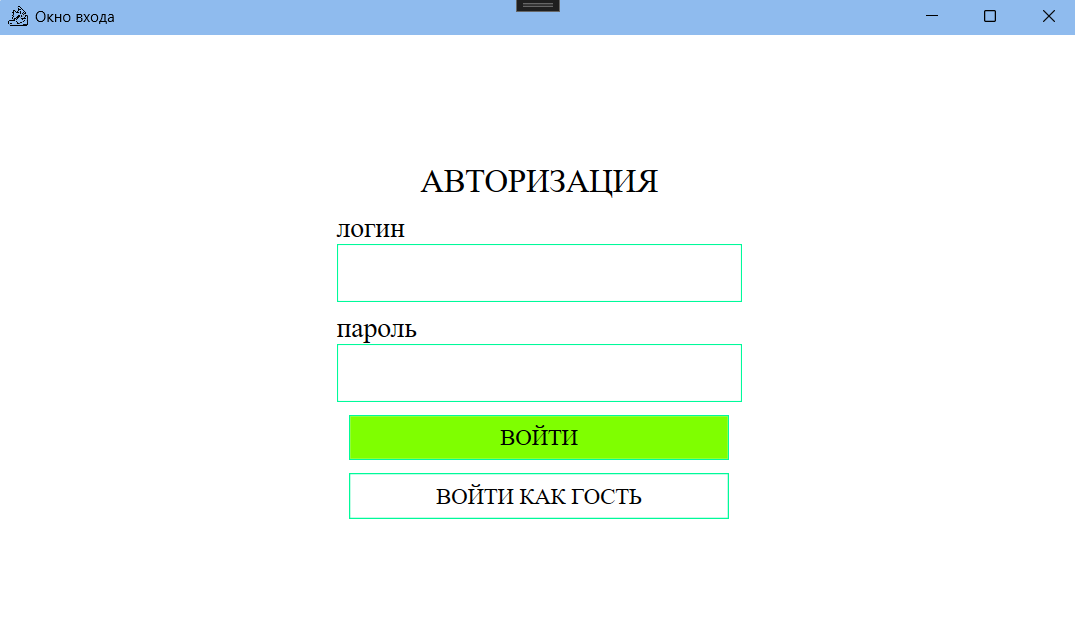 Окно входа
АВТОРИЗАЦИЯ
логин
пароль
ВОЙТИ
ВОЙТИ КАК ГОСТЬ